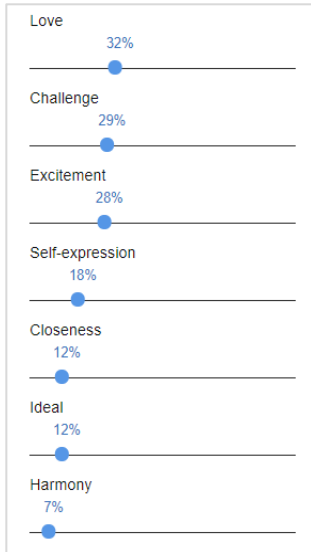 Love
32%
Challenge
29%
Excitement
28%
Self-expression
18%
Closeness
12%
Ideal
12%
Harmony
7%